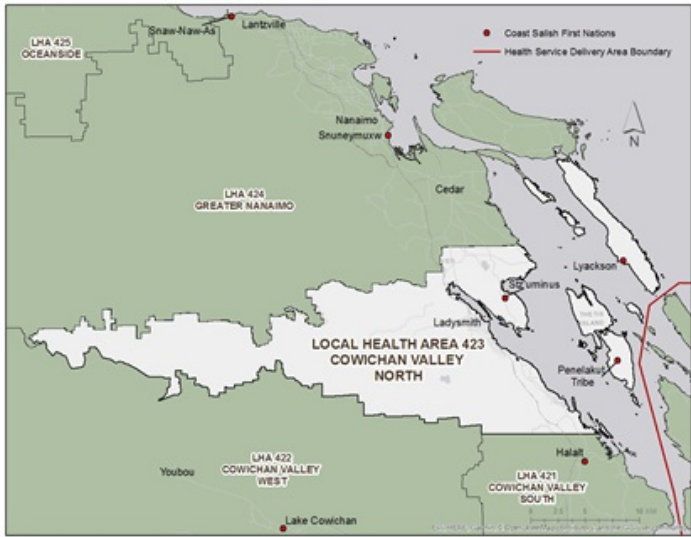 LHA 425
OCEANSIDE
Snaw-Naw-As
Lantzville
Coast Salish First Nations
Health Service Delivery Area Boundary
N
Nanaimo
Snuneymuxw
LHA 424
GREATER NANAIMO
Cedar
Lyackson
Stz'uminus
THETIS
ISLAND
Ladysmith
LOCAL HEALTH AREA 423
COWICHAN VALLEY
NORTH
Penelakut
Tribe
LHA 422
COWICHAN VALLEY
WEST
Youbou
Halalt
LHA 421
COWICHAN VALLEY
SOUTH
Lake Cowichan